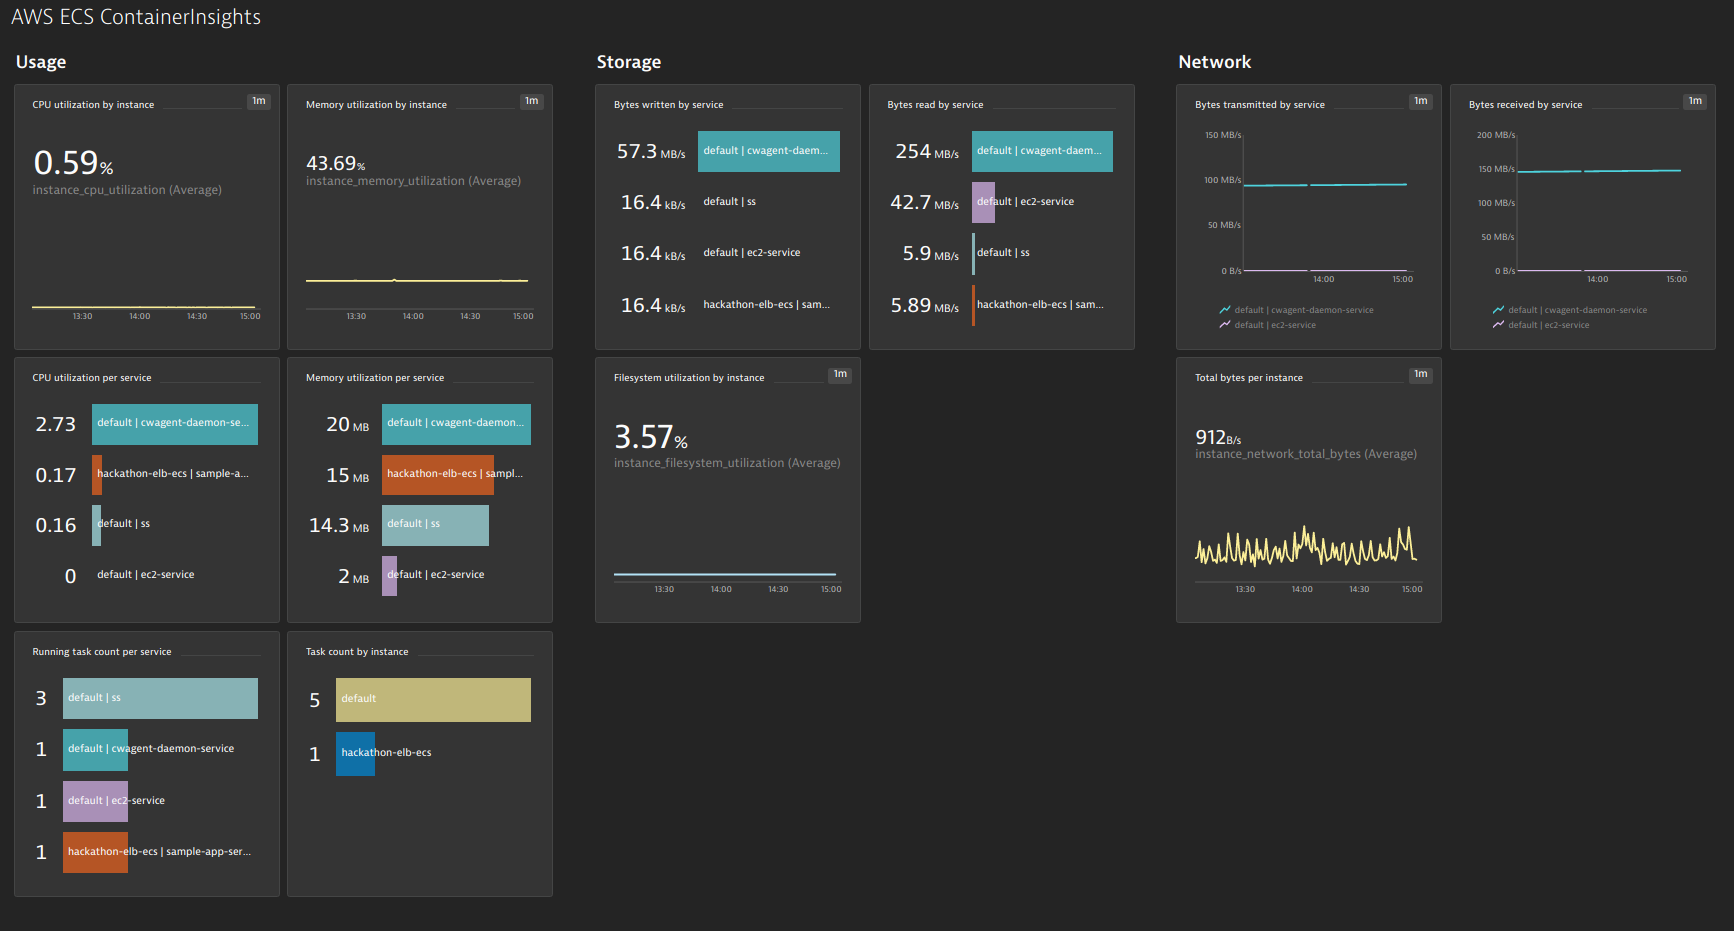 AWS ECS ContainerInsights
Usage
CPU utilization by instance
1m
0.59%
instance_cpu_utilization (Average)
13:30 14:00 14:30 15:00
Memory utilization by instance
1m
43.69%
instance_memory_utilization (Average)
13:30 14:00 14:30 15:00
CPU utilization per service
2.73 default | cwagent-daemon-se...
0.17 hackathon-elb-ecs | sample-a...
0.16 default | ss
0 default | ec2-service
Memory utilization per service
20 MB default | cwagent-daemon...
15 MB hackathon-elb-ecs | sampl...
14.3 MB default | ss
2 MB default | ec2-service
Running task count per service
3 default | ss
1 default | cwagent-daemon-service
1 default | ec2-service
1 hackathon-elb-ecs | sample-app-ser...
Task count by instance
5 default
1 hackathon-elb-ecs
Storage
Bytes written by service
57.3 MB/s default | cwagent-daem...
16.4 kB/s default | ss
16.4 kB/s default | ec2-service
16.4 kB/s hackathon-elb-ecs | sam...
Bytes read by service
254 MB/s default | cwagent-daem...
42.7 MB/s default | ec2-service
5.9 MB/s default | ss
5.89 MB/s hackathon-elb-ecs | sam...
Filesystem utilization by instance
1m
3.57%
instance_filesystem_utilization (Average)
13:30 14:00 14:30 15:00
Network
Bytes transmitted by service
1m
150 MB/s
100 MB/s
50 MB/s
0 B/s
14:00 15:00
default | cwagent-daemon-service
default | ec2-service
Bytes received by service
1m
200 MB/s
150 MB/s
100 MB/s
50 MB/s
0 B/s
14:00 15:00
default | cwagent-daemon-service
default | ec2-service
Total bytes per instance
1m
912B/s
instance_network_total_bytes (Average)
13:30 14:00 14:30 15:00